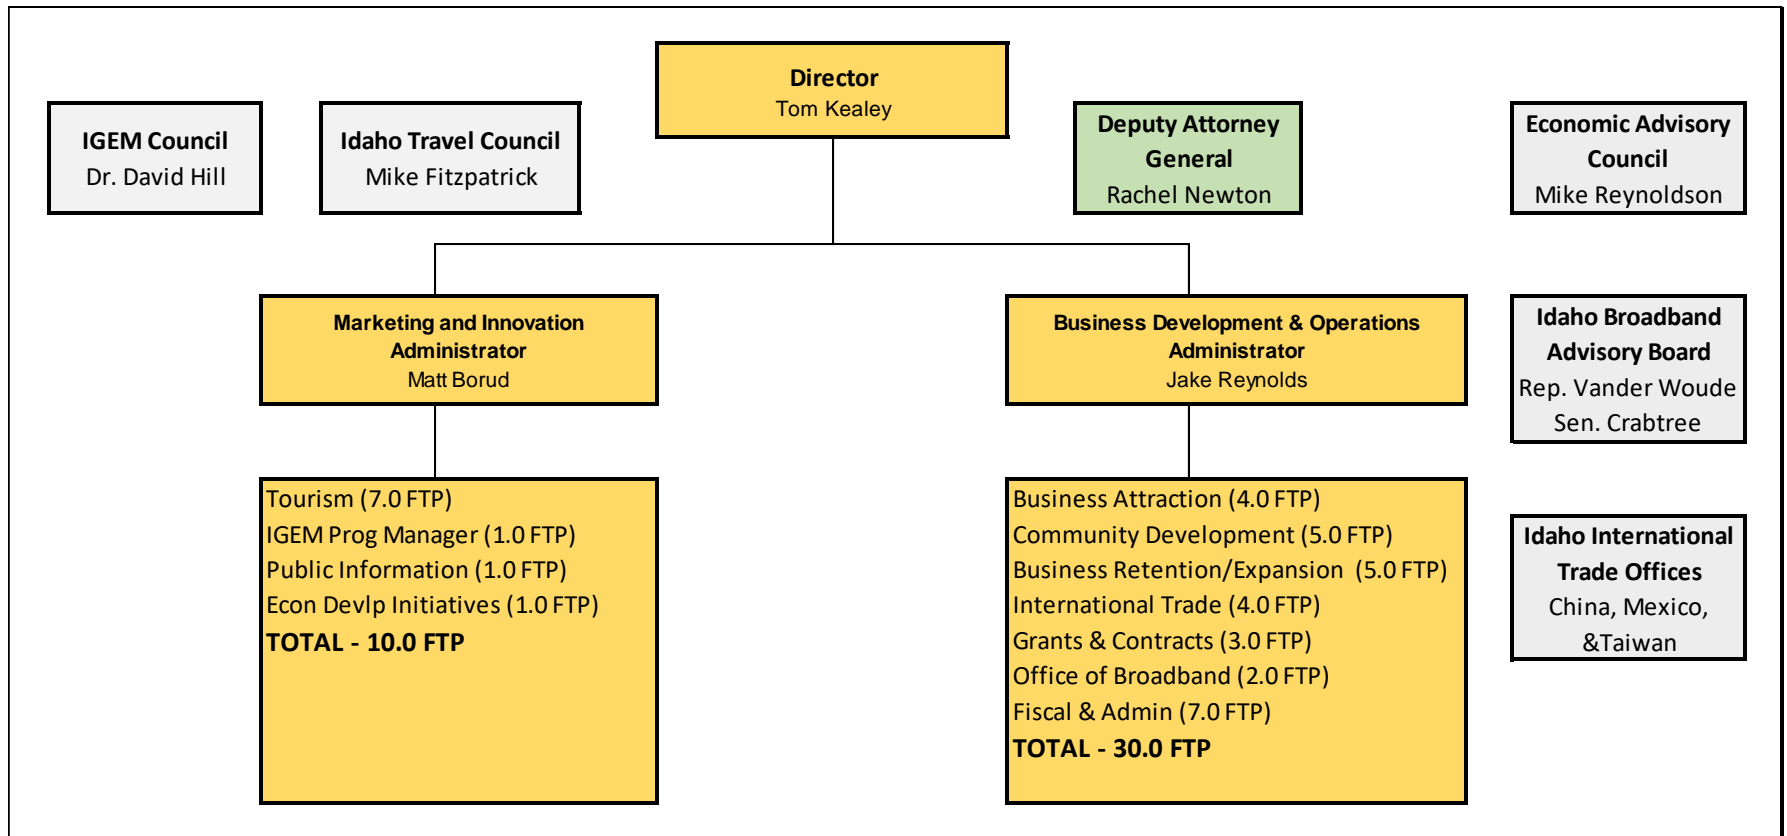 Director
Tom Kealey
IGEM Council
Dr. David Hill
Idaho Travel Council
Mike Fitzpatrick
Deputy Attorney
General
Rachel Newton
Economic Advisory
Council
Mike Reynoldson
Marketing and Innovation
Administrator
Matt Borud
Business Development & Operations
Administrator
Jake Reynolds
Idaho Broadband
Advisory Board
Rep. Vander Woude
Sen. Crabtree
Tourism (7.0 FTP)
IGEM Prog Manager (1.0 FTP)
Public Information (1.0 FTP)
Econ Devlp Initiatives (1.0 FTP)
TOTAL - 10.0 FTP
Business Attraction (4.0 FTP)
Community Development (5.0 FTP)
Business Retention/Expansion  (5.0 FTP)
International Trade (4.0 FTP)
Grants & Contracts (3.0 FTP)
Office of Broadband (2.0 FTP)
Fiscal & Admin (7.0 FTP)
TOTAL - 30.0 FTP
Idaho International
Trade Offices
China, Mexico,
&Taiwan